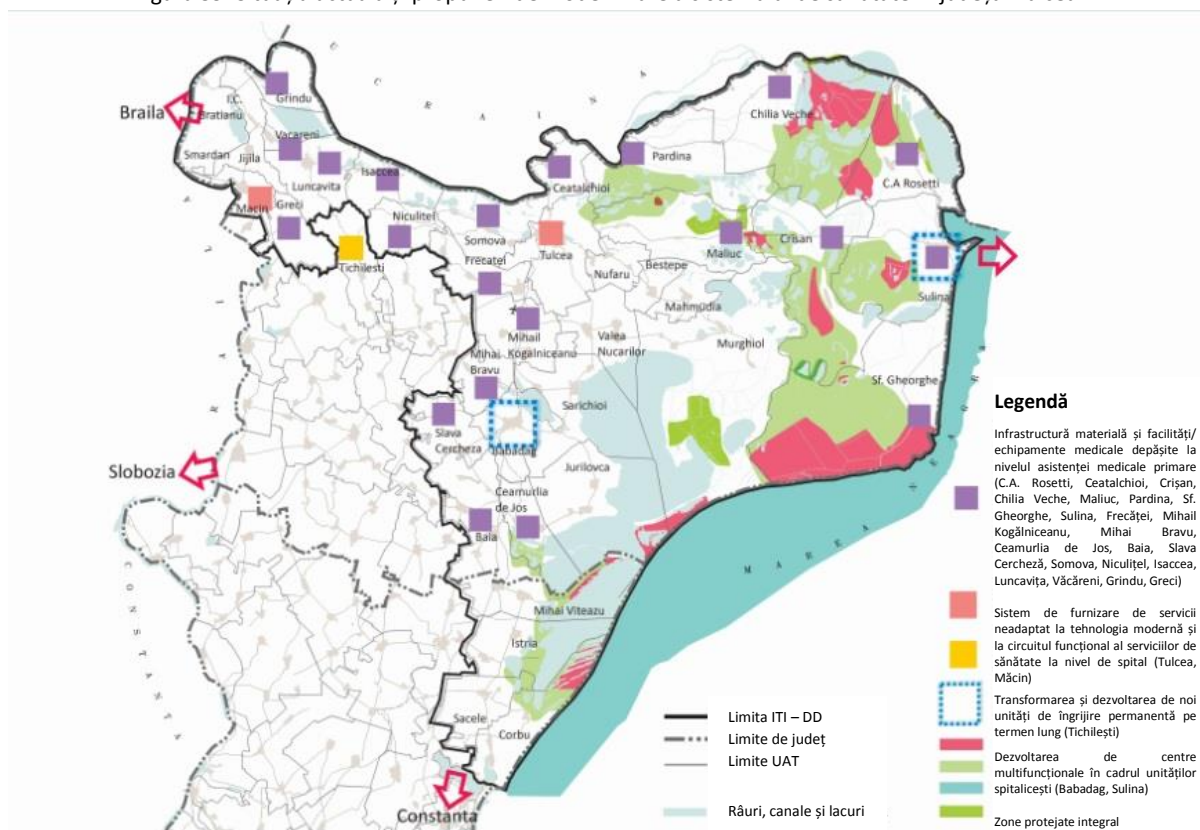 UCRAINA
Braila
I.C. Bratianu
Grindu
Vacareni
Smardan
Jijila
Luncavita
Isaccea
Macin
Greci
Niculitel
Tichilesti
Somova
Frecatei
Tulcea
Ceatalchioi
Pardina
Chilia Veche
C.A Rosetti
Maliuc
Crisan
Sulina
Nufaru
Bestepe
Mahmudia
Murghiol
Valea
Nucarilor
Mihail
Kogalniceanu
Mihai
Bravu
Sarichioi
Slava
Cercheza
Babadag
Jurilovca
Sf. Gheorghe
Ceamurlia
de Jos
Baia
Slobozia
CONSTANTA
Mihai Viteazu
Istria
Sacele
Corbu
Constanta
MAREA NEAGRA
Limita ITI – DD
Limite de județ
Limite UAT
Râuri, canale și lacuri
Legendă
Infrastructură materială și facilități/
echipamente medicale depășite la
nivelul asistenței medicale primare
(C.A. Rosetti, Ceatalchioi, Crișan,
Chilia Veche, Maliuc, Pardina, Sf.
Gheorghe, Sulina, Frecăței, Mihail
Kogălniceanu, Mihai Bravu,
Ceamurlia de Jos, Baia, Slava
Cercheză, Somova, Niculițel, Isaccea,
Luncavița, Văcăreni, Grindu, Greci)
Sistem de furnizare de servicii
neadaptat la tehnologia modernă și
la circuitul funcțional al serviciilor de
sănătate la nivel de spital (Tulcea,
Măcin)
Transformarea și dezvoltarea de noi
unități de îngrijire permanentă pe
termen lung (Tichilești)
Dezvoltarea de centre
multifuncționale în cadrul unităților
spitalicești (Babadag, Sulina)
Zone protejate integral